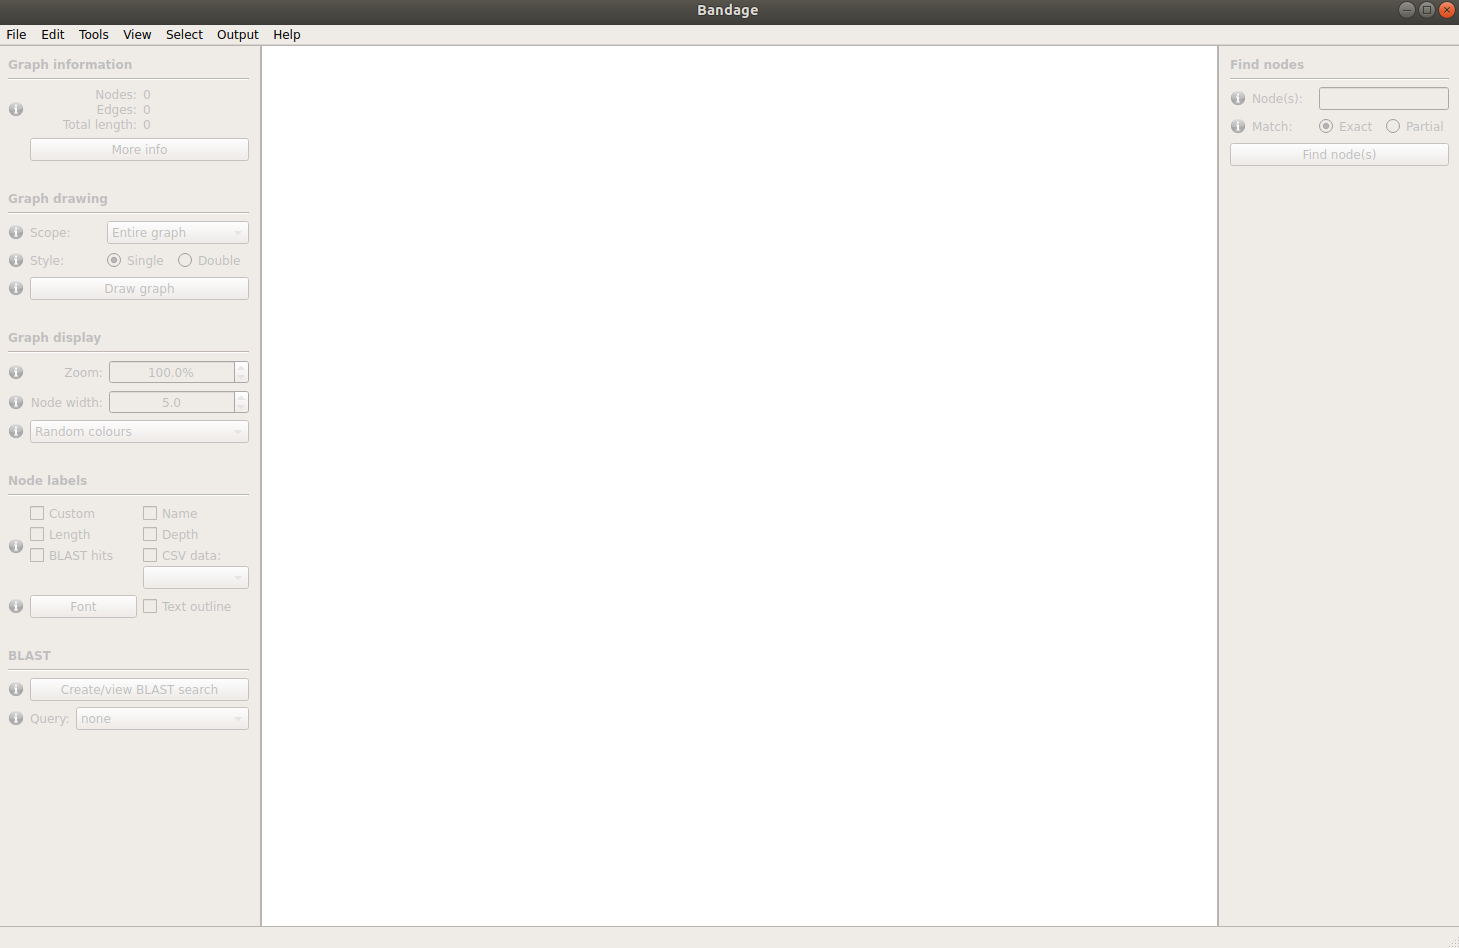 Bandage
File Edit Tools View Select Output Help
Graph information
Nodes: 0
Edges: 0
Total length: 0
More info
Graph drawing
Scope: Entire graph
Style: Single Double
Draw graph
Graph display
Zoom: 100.0%
Node width: 5.0
Random colours
Node labels
Custom Name
Length Depth
BLAST hits CSV data:
Font Text outline
BLAST
Create/view BLAST search
Query: none
Find nodes
Node(s):
Match: Exact Partial
Find node(s)